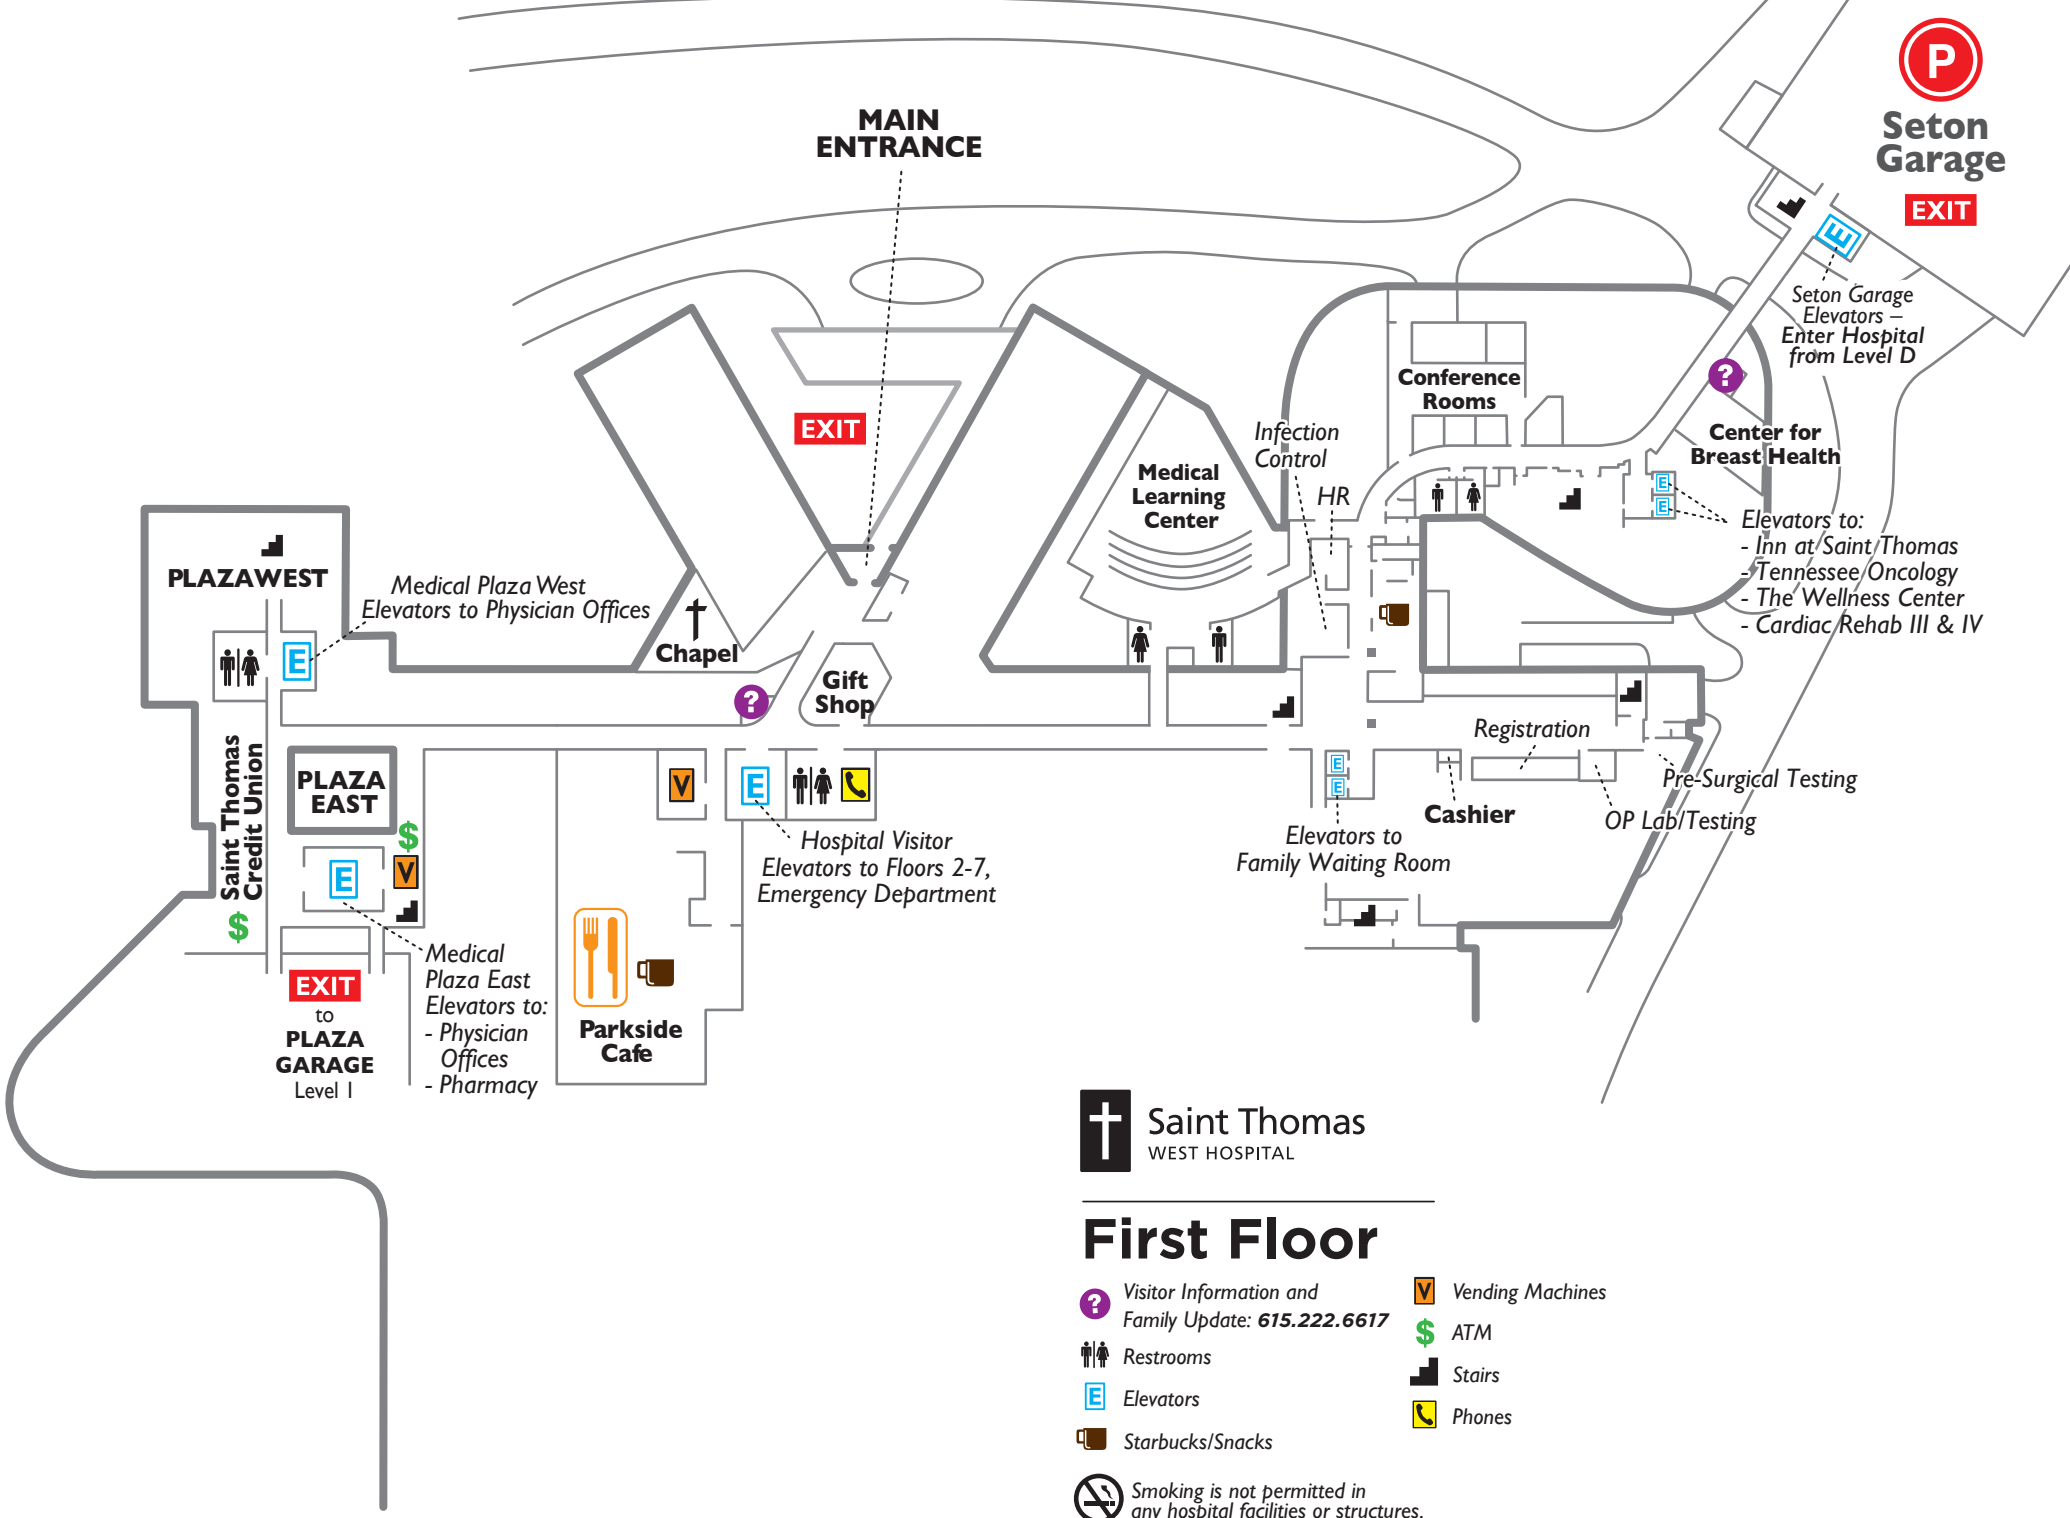 MAIN
ENTRANCE
P
Seton
Garage
EXIT
E
Seton Garage
Elevators –
Enter Hospital
from Level D
?
Conference
Rooms
EXIT
Infection
Control
HR
Medical
Learning
Center
Center for
Breast Health
E
E
Elevators to:
- Inn at Saint Thomas
- Tennessee Oncology
- The Wellness Center
- Cardiac Rehab III & IV
PLAZA WEST
Medical Plaza West
Elevators to Physician Offices
E
Chapel
?
Gift
Shop
Saint Thomas
Credit Union
$
PLAZA
EAST
$
V
E
V
E
Hospital Visitor
Elevators to Floors 2-7,
Emergency Department
E
E
Elevators to
Family Waiting Room
Cashier
Registration
Pre-Surgical Testing
OP Lab/Testing
Medical
Plaza East
Elevators to:
- Physician
Offices
- Pharmacy
EXIT
to
PLAZA
GARAGE
Level 1
Parkside
Cafe
Saint Thomas
WEST HOSPITAL
First Floor
? Visitor Information and
Family Update: 615.222.6617
Restrooms
E Elevators
Starbucks/Snacks
V Vending Machines
$ ATM
Stairs
Phones
Smoking is not permitted in
any hospital facilities or structures.